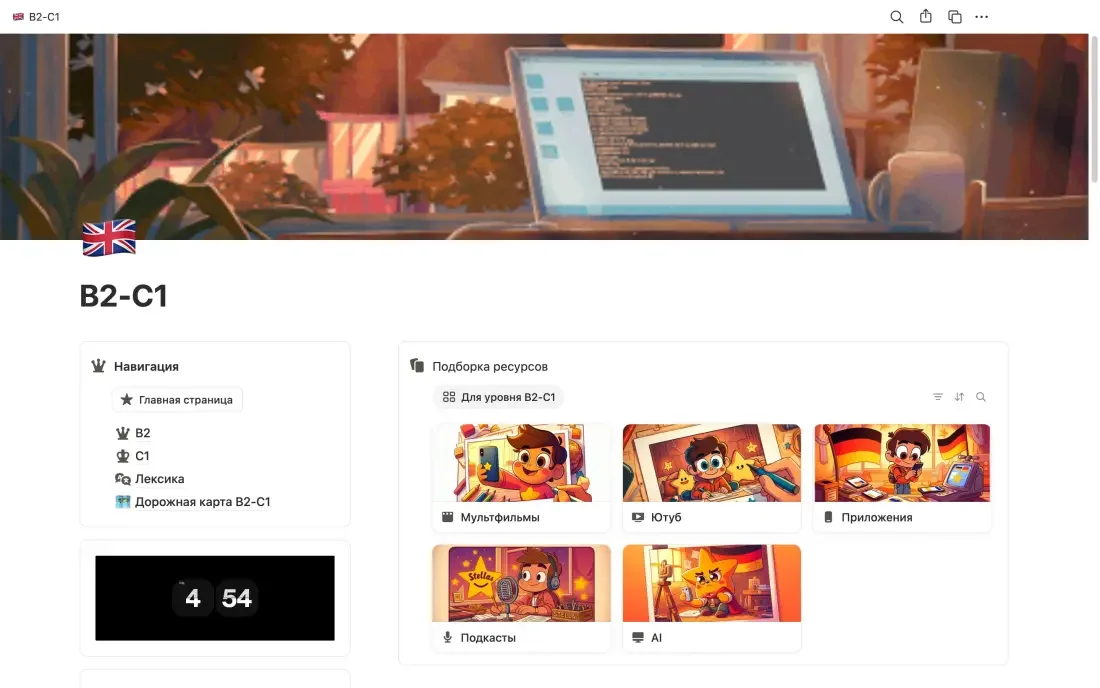 B2-C1
B2-C1
Навигация
Главная страница
B2
C1
Лексика
Дорожная карта B2-C1
4 54
Подборка ресурсов
Для уровня B2-C1
Мультфильмы
Ютуб
Приложения
Stellas
Подкасты
AI